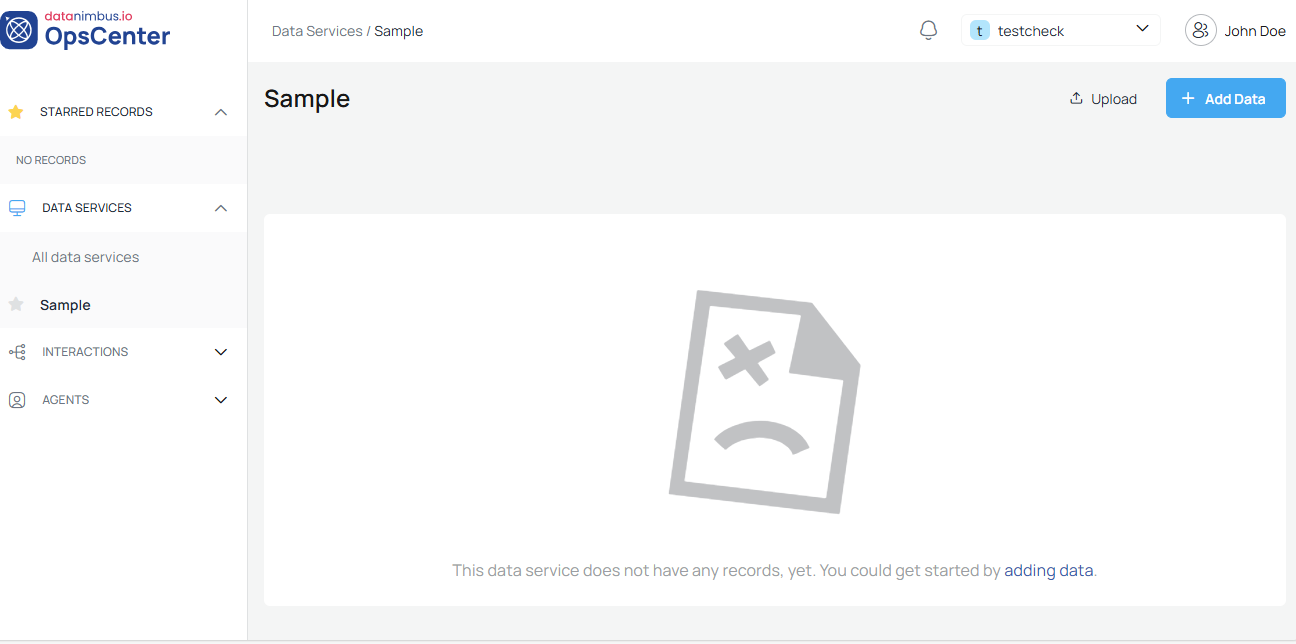 datanimbus.io
OpsCenter
Data Services / Sample
t testcheck
John Doe
STARRED RECORDS
NO RECORDS
DATA SERVICES
All data services
Sample
INTERACTIONS
AGENTS
Sample
Upload
+ Add Data
This data service does not have any records, yet. You could get started by adding data.